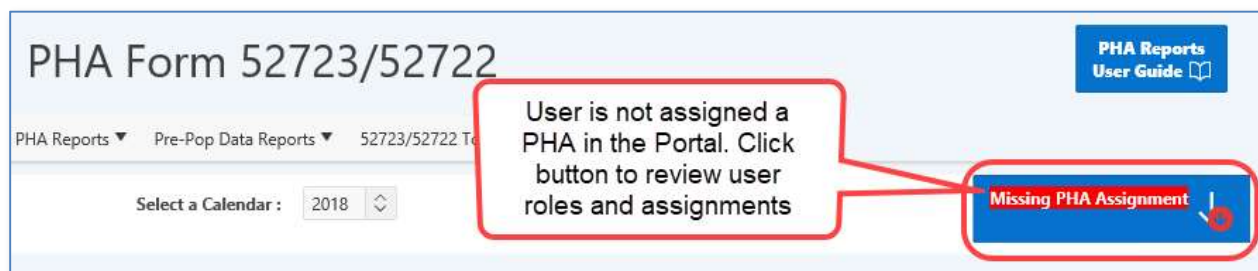 PHA Form 52723/52722
PHA Reports
User Guide
PHA Reports ▼ Pre-Pop Data Reports ▼ 52723/52722 To
User is not assigned a
PHA in the Portal. Click
button to review user
roles and assignments
Select a Calendar : 2018
Missing PHA Assignment